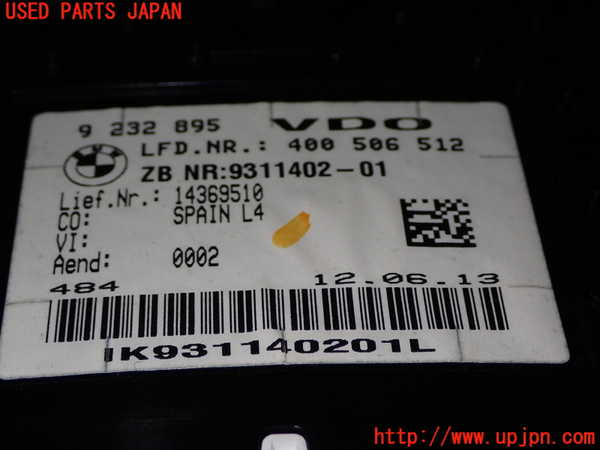 USED PARTS JAPAN
9 232 895 VDO
LFD.NR.: 400 506 512
ZB NR:9311402-01
Lief.Nr.: 14369510
CO: SPAIN L4
VI:
Aend: 0002
484 12.06.13
IK931140201L
UPJ
www.upjpn.com